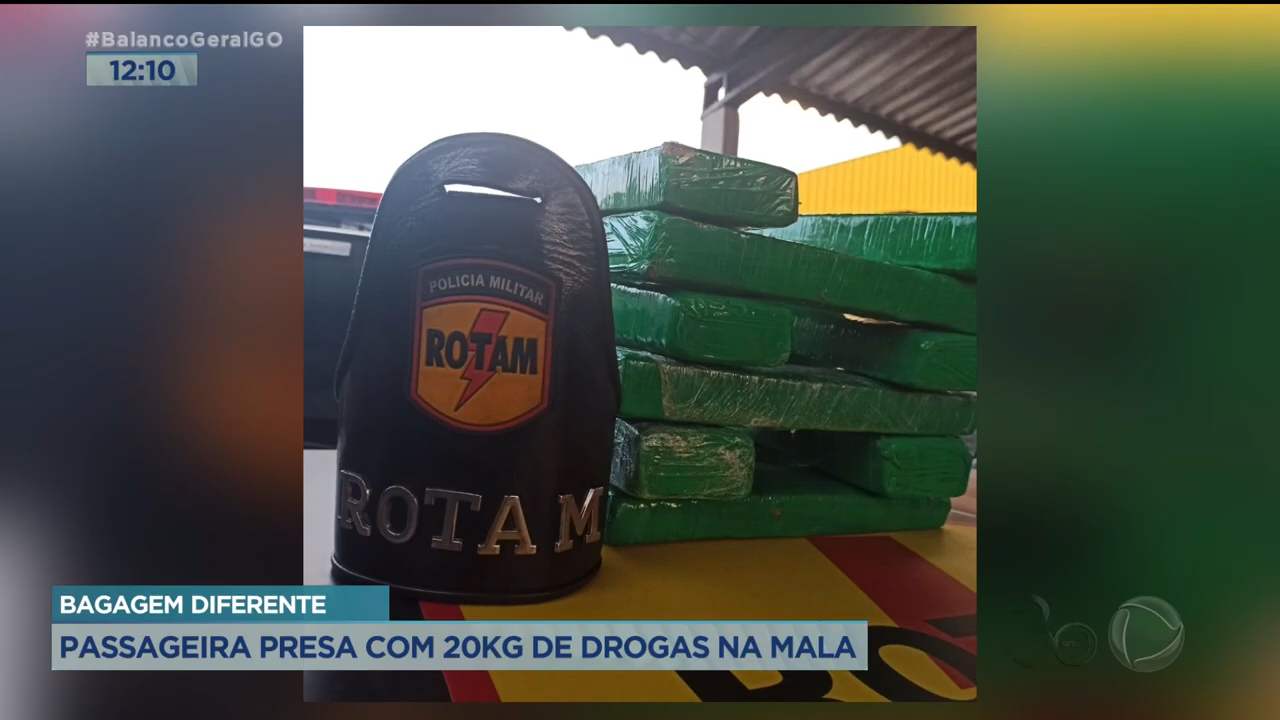 #BalancoGeralGO
12:10
POLICIA MILITAR
ROTAM
ROTAM
BAGAGEM DIFERENTE
PASSAGEIRA PRESA COM 20KG DE DROGAS NA MALA